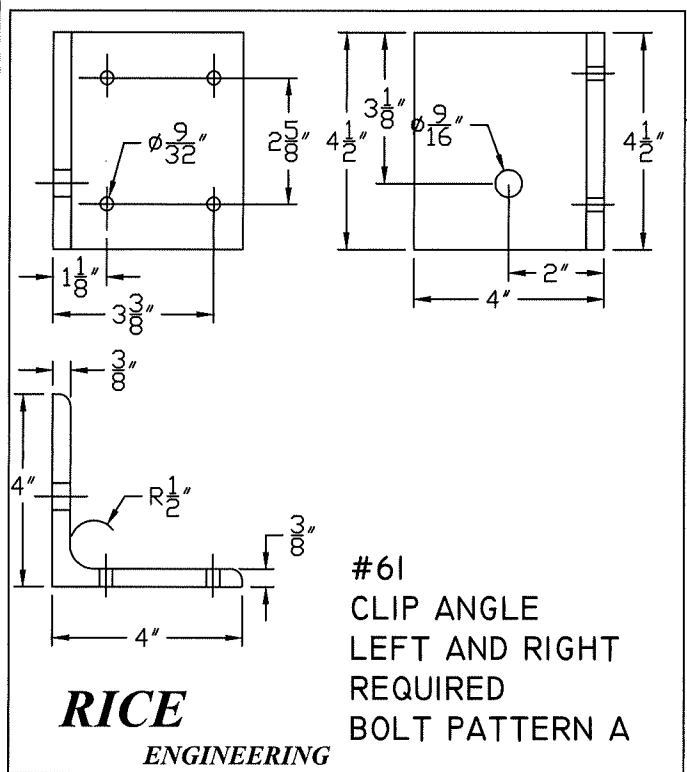 ⌀9/32"
2 5/8"
1 1/8"
3 3/8"
4 1/2"
3 1/8"
⌀9/16"
4 1/2"
2"
4"
3/8"
4"
R1/2"
3/8"
4"
#61
CLIP ANGLE
LEFT AND RIGHT
REQUIRED
BOLT PATTERN A
RICE
ENGINEERING